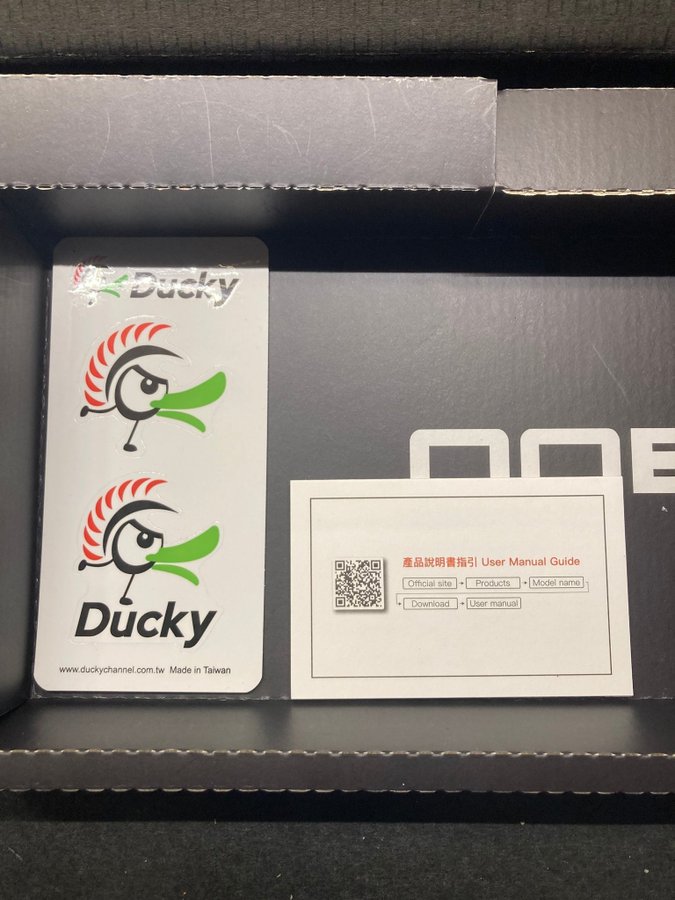 Ducky
Ducky
www.duckychannel.com.tw Made in Taiwan
產品說明書指引 User Manual Guide
Official site
Products
Model name
Download
User manual